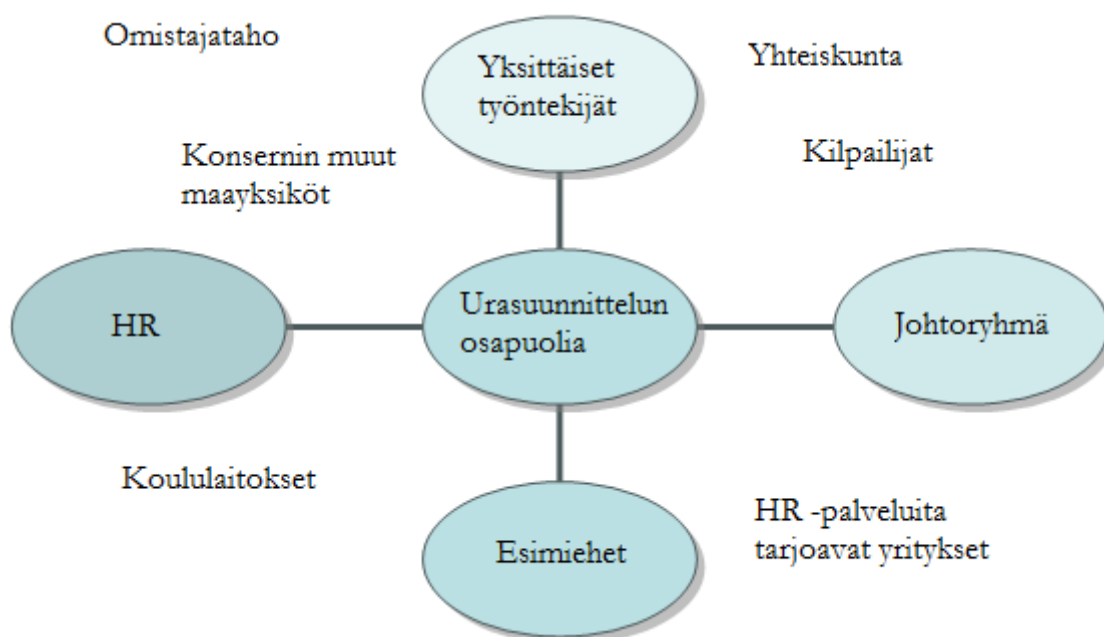 Omistajataho
Yksittäiset
työntekijät
Yhteiskunta
Konsernin muut
maayksiköt
Kilpailijat
HR
Urasuunnittelun
osapuolia
Johtoryhmä
Koululaitokset
Esimiehet
HR -palveluita
tarjoavat yritykset